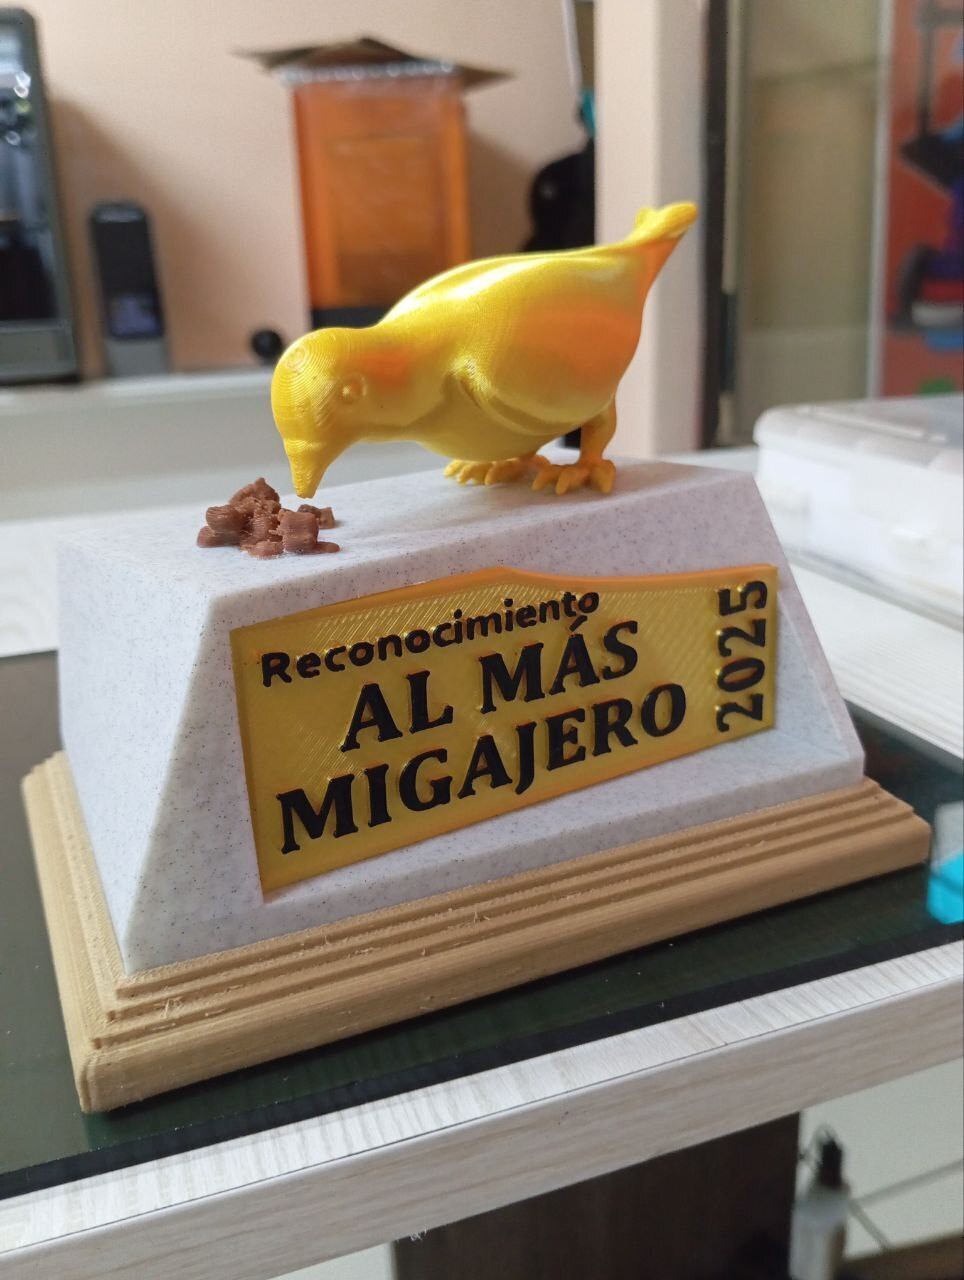 Reconocimiento
AL MÁS
MIGAJERO
2025